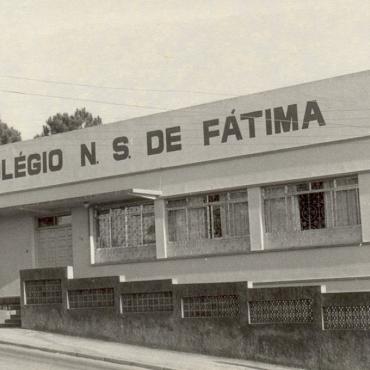 LÉGIO N. S. DE FÁTIMA